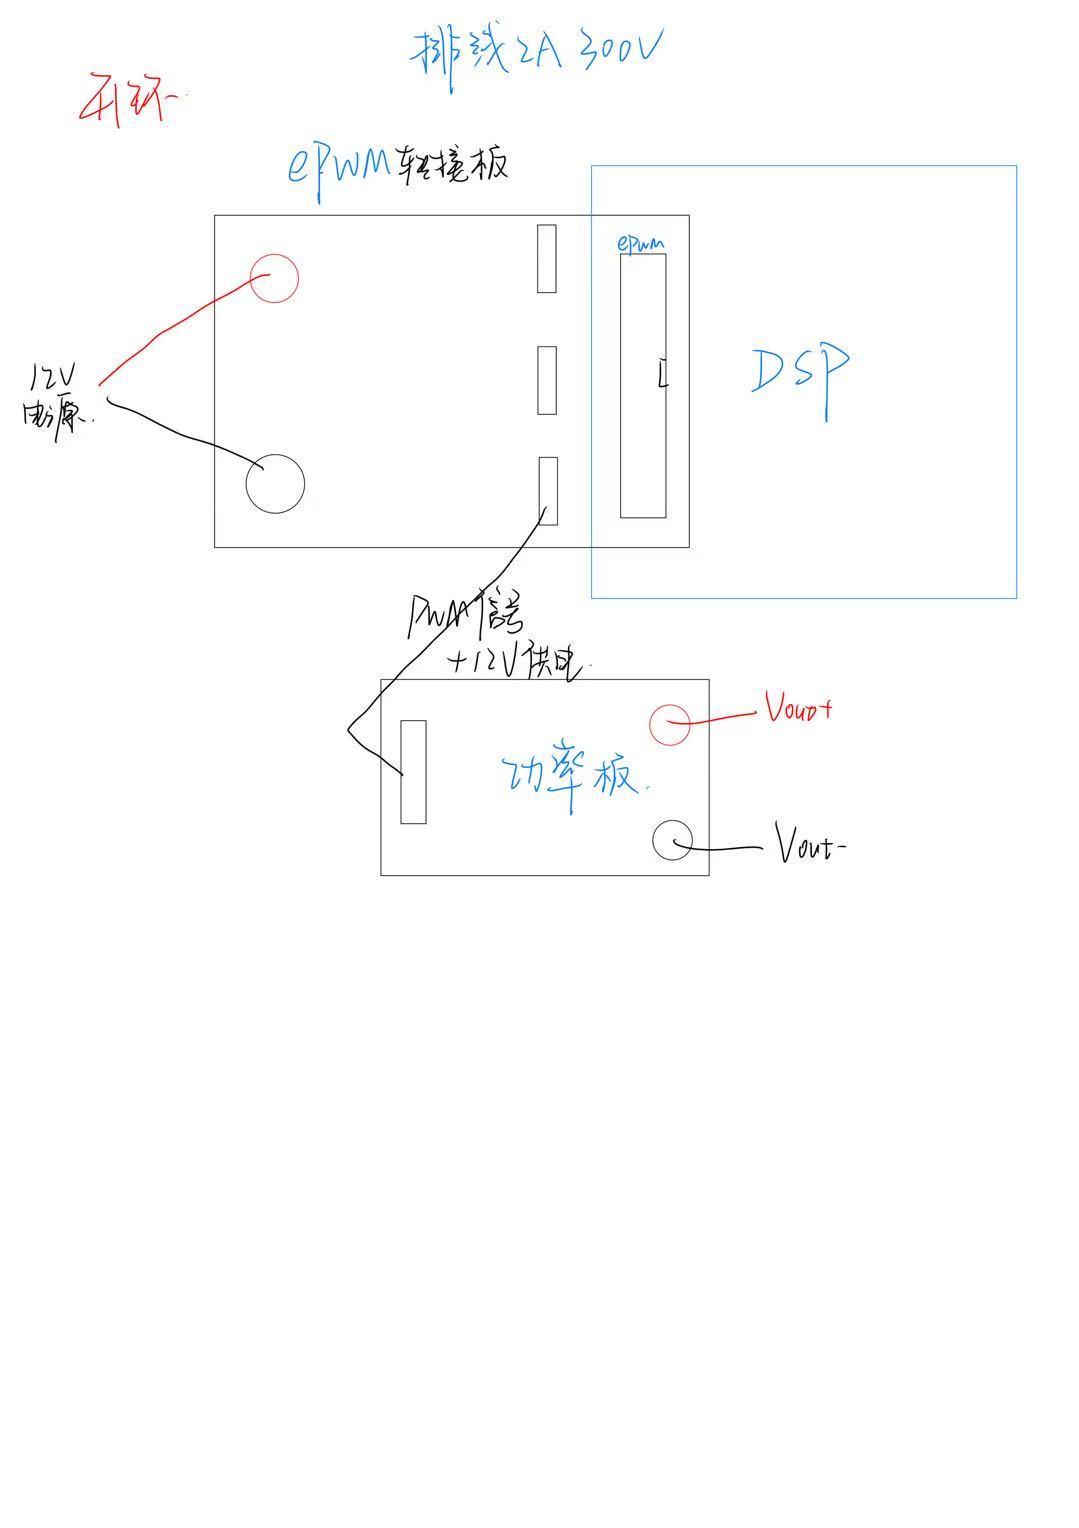 排线2A 300V
开环
ePWM转接板
epwm
DSP
12V
电源.
PWM信号
+12V供电.
Vout+
功率板.
Vout-